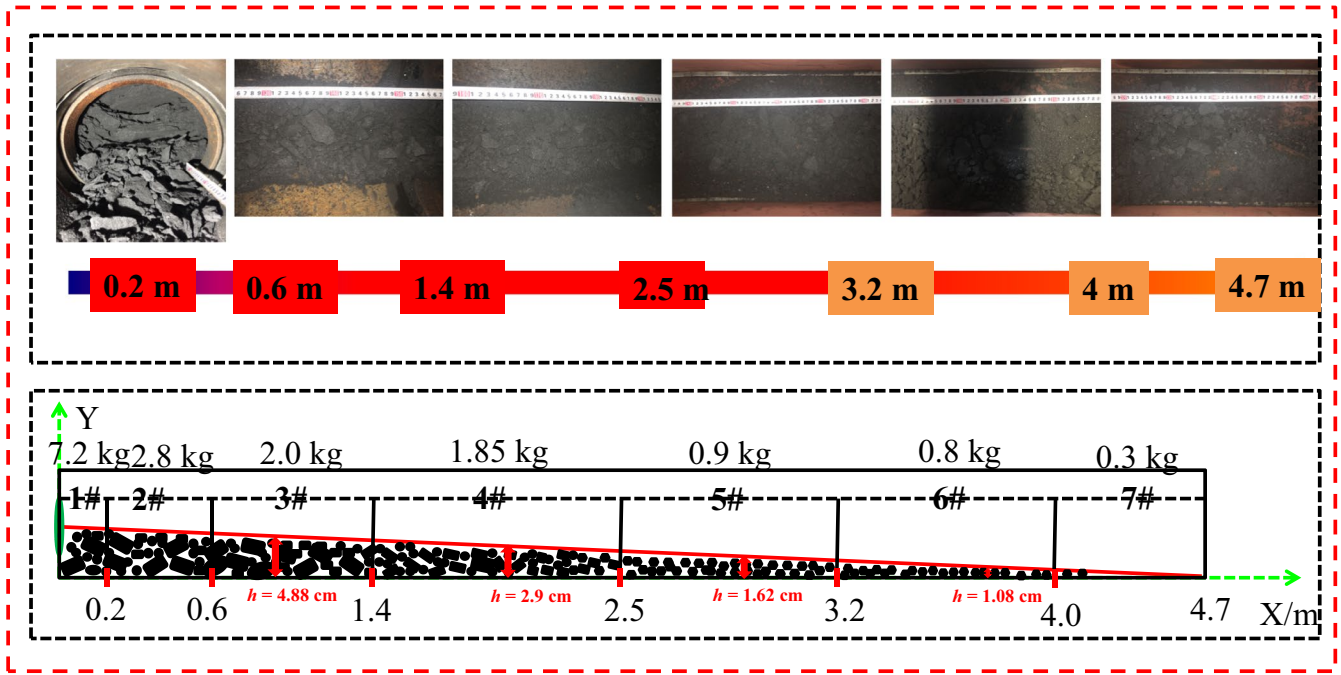 0.2 m
0.6 m
1.4 m
2.5 m
3.2 m
4 m
4.7 m
Y
7.2 kg
2.8 kg
2.0 kg
1.85 kg
0.9 kg
0.8 kg
0.3 kg
1#
2#
3#
4#
5#
6#
7#
h = 4.88 cm
h = 2.9 cm
h = 1.62 cm
h = 1.08 cm
0.2
0.6
1.4
2.5
3.2
4.0
4.7
X/m